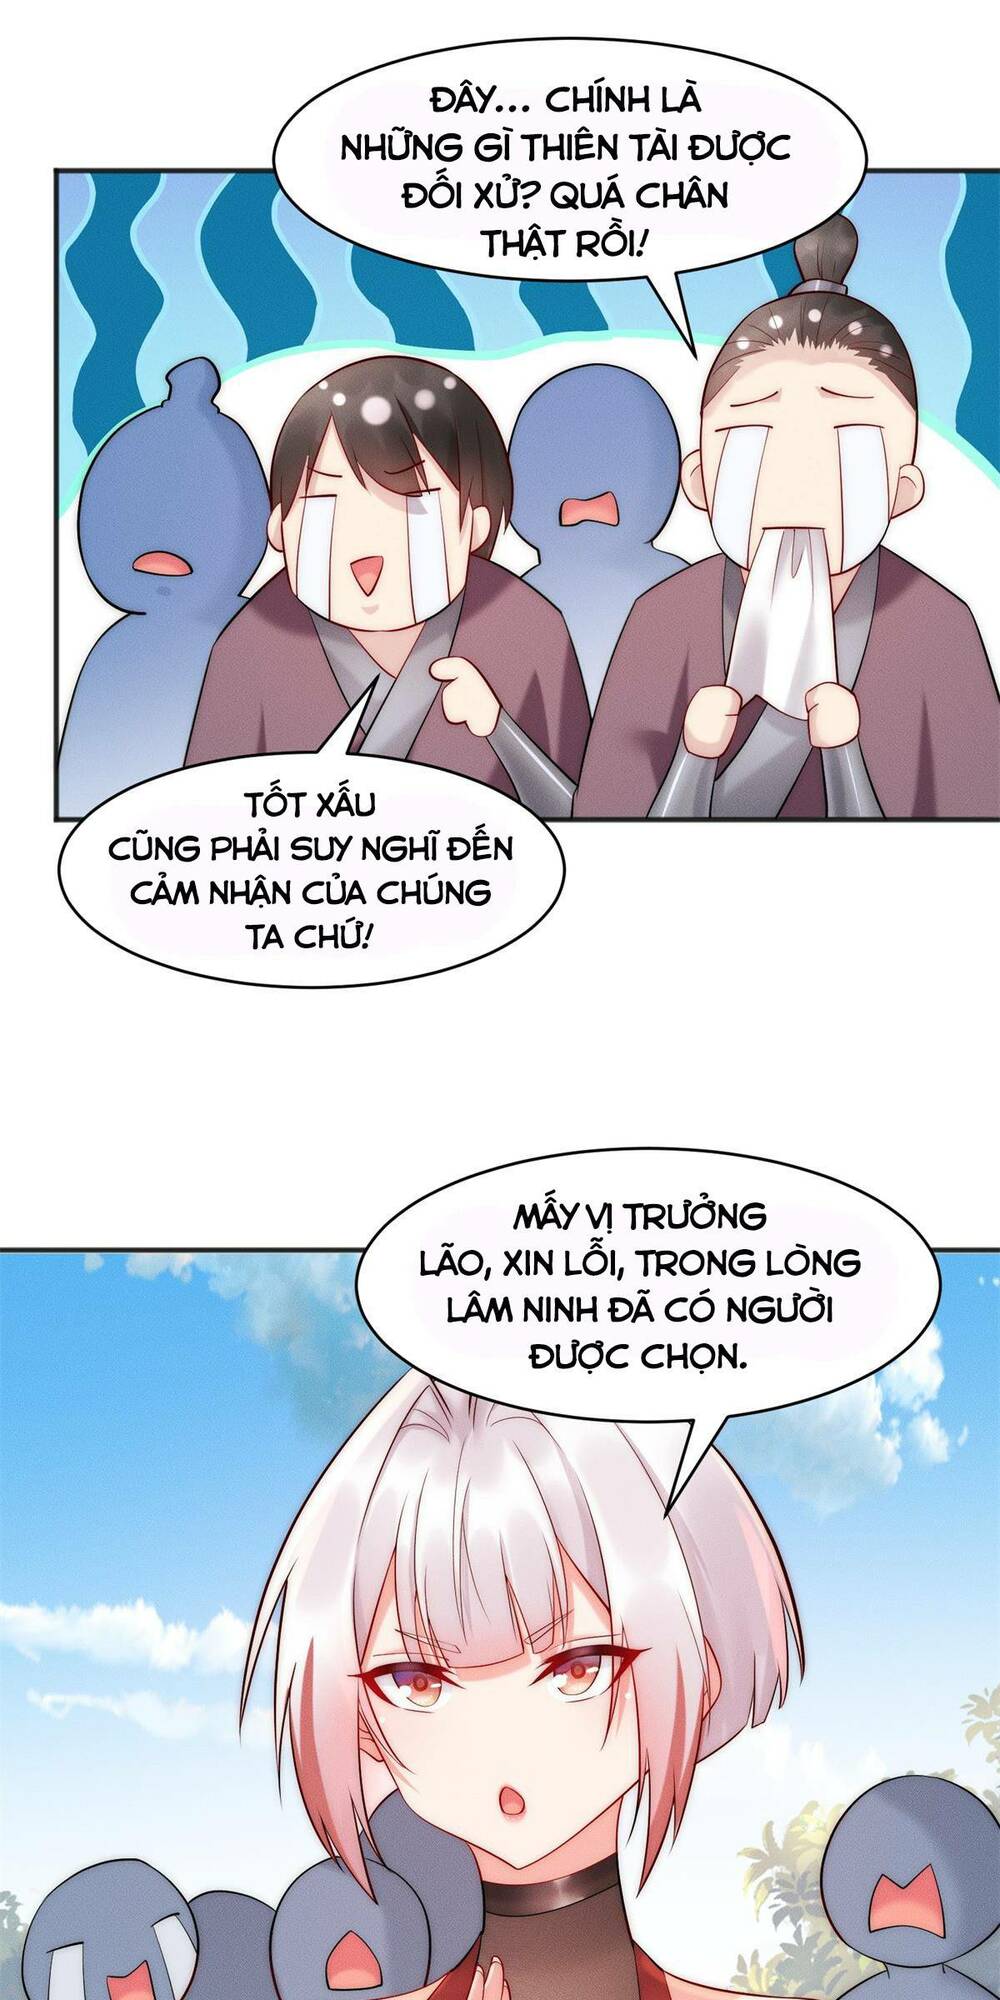 ĐÂY... CHÍNH LÀ
NHỮNG GÌ THIÊN TÀI ĐƯỢC
ĐỐI XỬ? QUÁ CHÂN
THẬT RỒI!
TỐT XẤU
CŨNG PHẢI SUY NGHĨ ĐẾN
CẢM NHẬN CỦA CHÚNG
TA CHỨ!
MẤY VỊ TRƯỞNG
LÃO, XIN LỖI, TRONG LÒNG
LÂM NINH ĐÃ CÓ NGƯỜI
ĐƯỢC CHỌN.